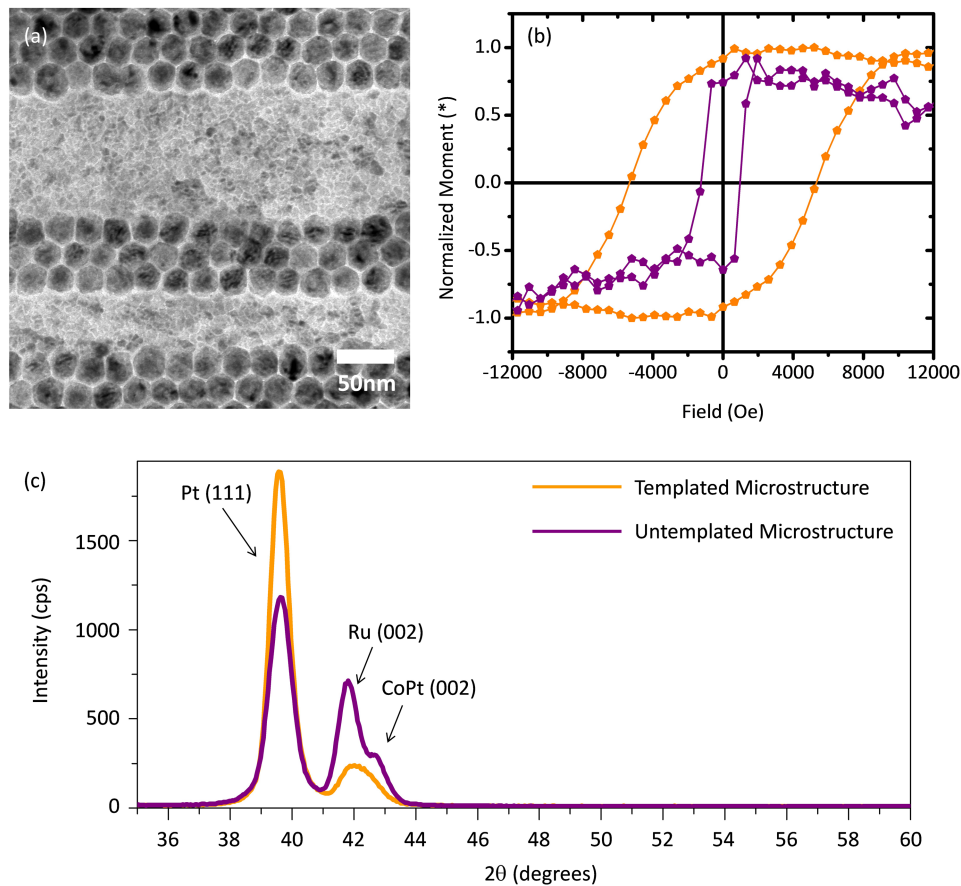 (a)
50nm
(b)
Normalized Moment (*)
1.0
0.5
0.0
-0.5
-1.0
-12000 -8000 -4000 0 4000 8000 12000
Field (Oe)
(c)
Intensity (cps)
1500
1000
500
0
Pt (111)
Ru (002)
CoPt (002)
Templated Microstructure
Untemplated Microstructure
36 38 40 42 44 46 48 50 52 54 56 58 60
2θ (degrees)